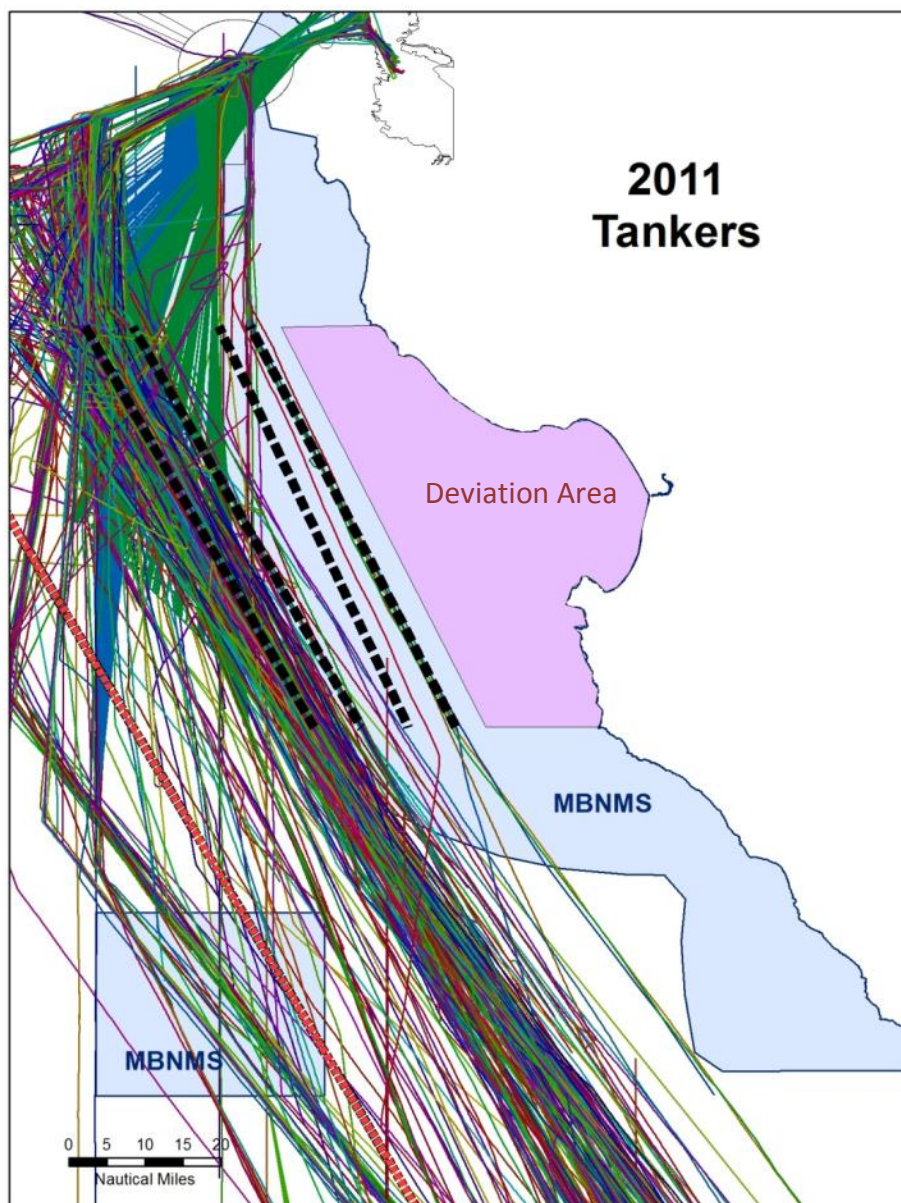 2011
Tankers
Deviation Area
MBNMS
MBNMS
0 5 10 15 20
Nautical Miles